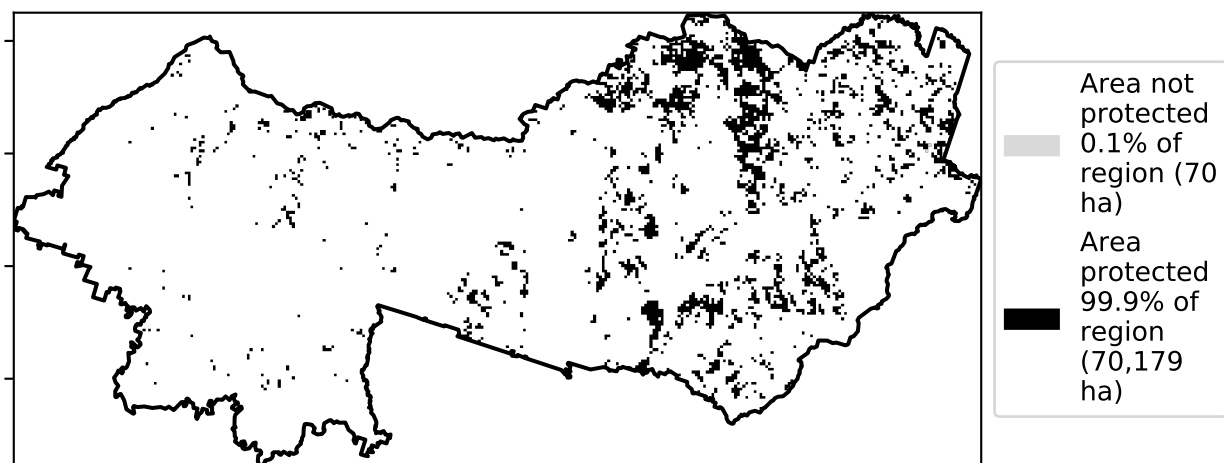 Area not
protected
0.1% of
region (70
ha)
Area
protected
99.9% of
region
(70,179
ha)